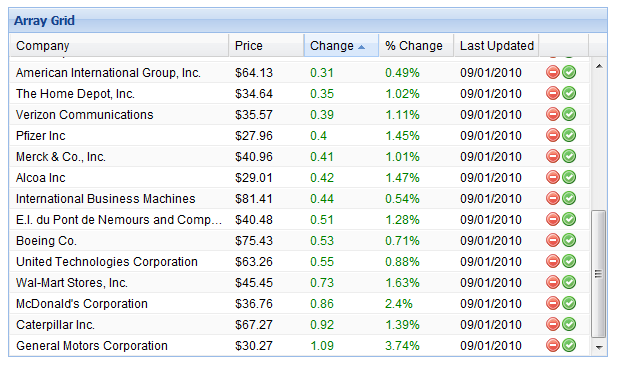 Array Grid
Company Price Change % Change Last Updated
American International Group, Inc. $64.13 0.31 0.49% 09/01/2010
The Home Depot, Inc. $34.64 0.35 1.02% 09/01/2010
Verizon Communications $35.57 0.39 1.11% 09/01/2010
Pfizer Inc $27.96 0.4 1.45% 09/01/2010
Merck & Co., Inc. $40.96 0.41 1.01% 09/01/2010
Alcoa Inc $29.01 0.42 1.47% 09/01/2010
International Business Machines $81.41 0.44 0.54% 09/01/2010
E.I. du Pont de Nemours and Comp... $40.48 0.51 1.28% 09/01/2010
Boeing Co. $75.43 0.53 0.71% 09/01/2010
United Technologies Corporation $63.26 0.55 0.88% 09/01/2010
Wal-Mart Stores, Inc. $45.45 0.73 1.63% 09/01/2010
McDonald's Corporation $36.76 0.86 2.4% 09/01/2010
Caterpillar Inc. $67.27 0.92 1.39% 09/01/2010
General Motors Corporation $30.27 1.09 3.74% 09/01/2010